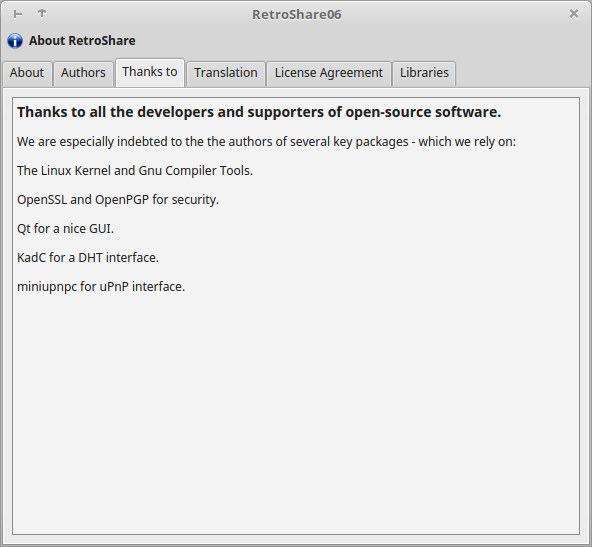 RetroShare06
About RetroShare
About Authors Thanks to Translation License Agreement Libraries
Thanks to all the developers and supporters of open-source software.
We are especially indebted to the the authors of several key packages - which we rely on:
The Linux Kernel and Gnu Compiler Tools.
OpenSSL and OpenPGP for security.
Qt for a nice GUI.
KadC for a DHT interface.
miniupnpc for uPnP interface.